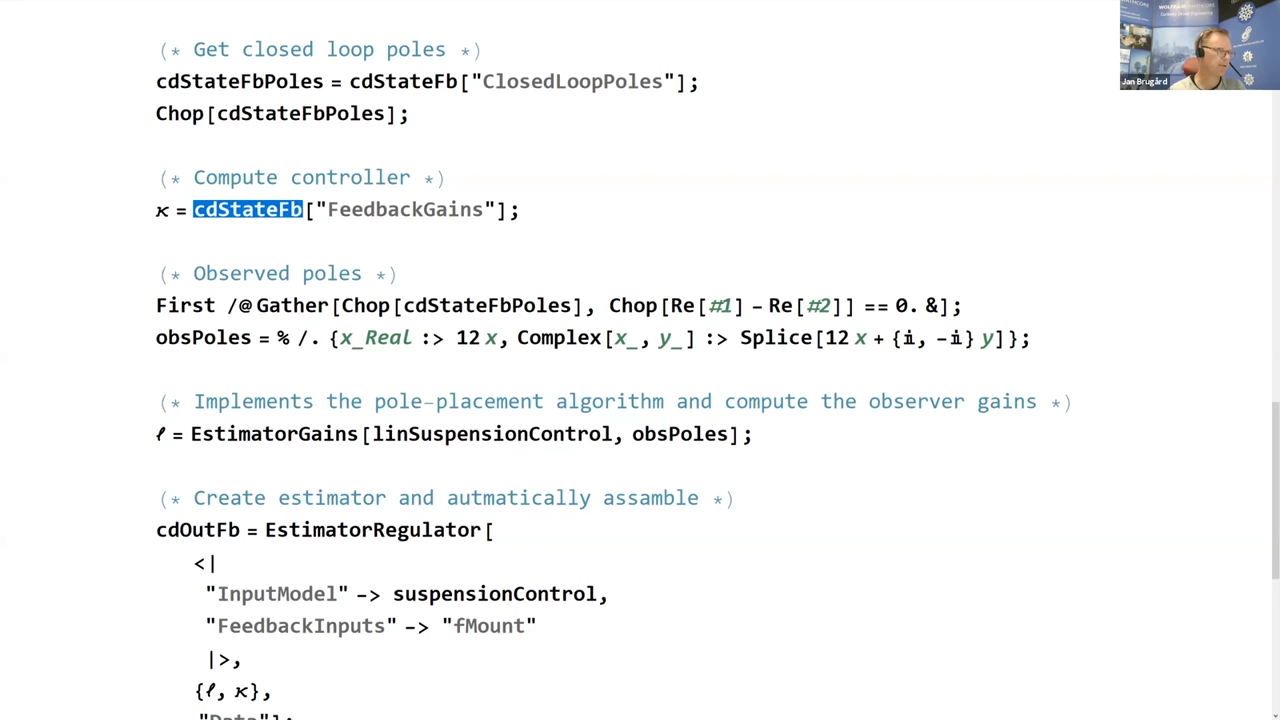 (* Get closed loop poles *)
cdStateFbPoles = cdStateFb["ClosedLoopPoles"];
Chop[cdStateFbPoles];
(* Compute controller *)
κ = cdStateFb["FeedbackGains"];
(* Observed poles *)
First /@ Gather[Chop[cdStateFbPoles], Chop[Re[#1] - Re[#2]] == 0. &];
obsPoles = % /. {x_Real :> 12 x, Complex[x_, y_] :> Splice[12 x + {ⅈ, -ⅈ} y]};
(* Implements the pole-placement algorithm and compute the observer gains *)
ℓ = EstimatorGains[linSuspensionControl, obsPoles];
(* Create estimator and autmatically assamble *)
cdOutFb = EstimatorRegulator[
<|
"InputModel" -> suspensionControl,
"FeedbackInputs" -> "fMount"
|>,
{ℓ, κ},
"Data"];
WOLFRAM
Jan Brugård